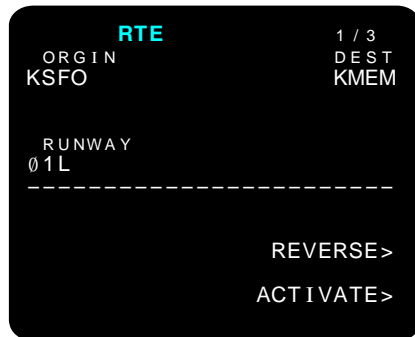 RTE 1 / 3
ORGIN DEST
KSFO KMEM
RUNWAY
Ø1L
------------------------
REVERSE>
ACTIVATE>